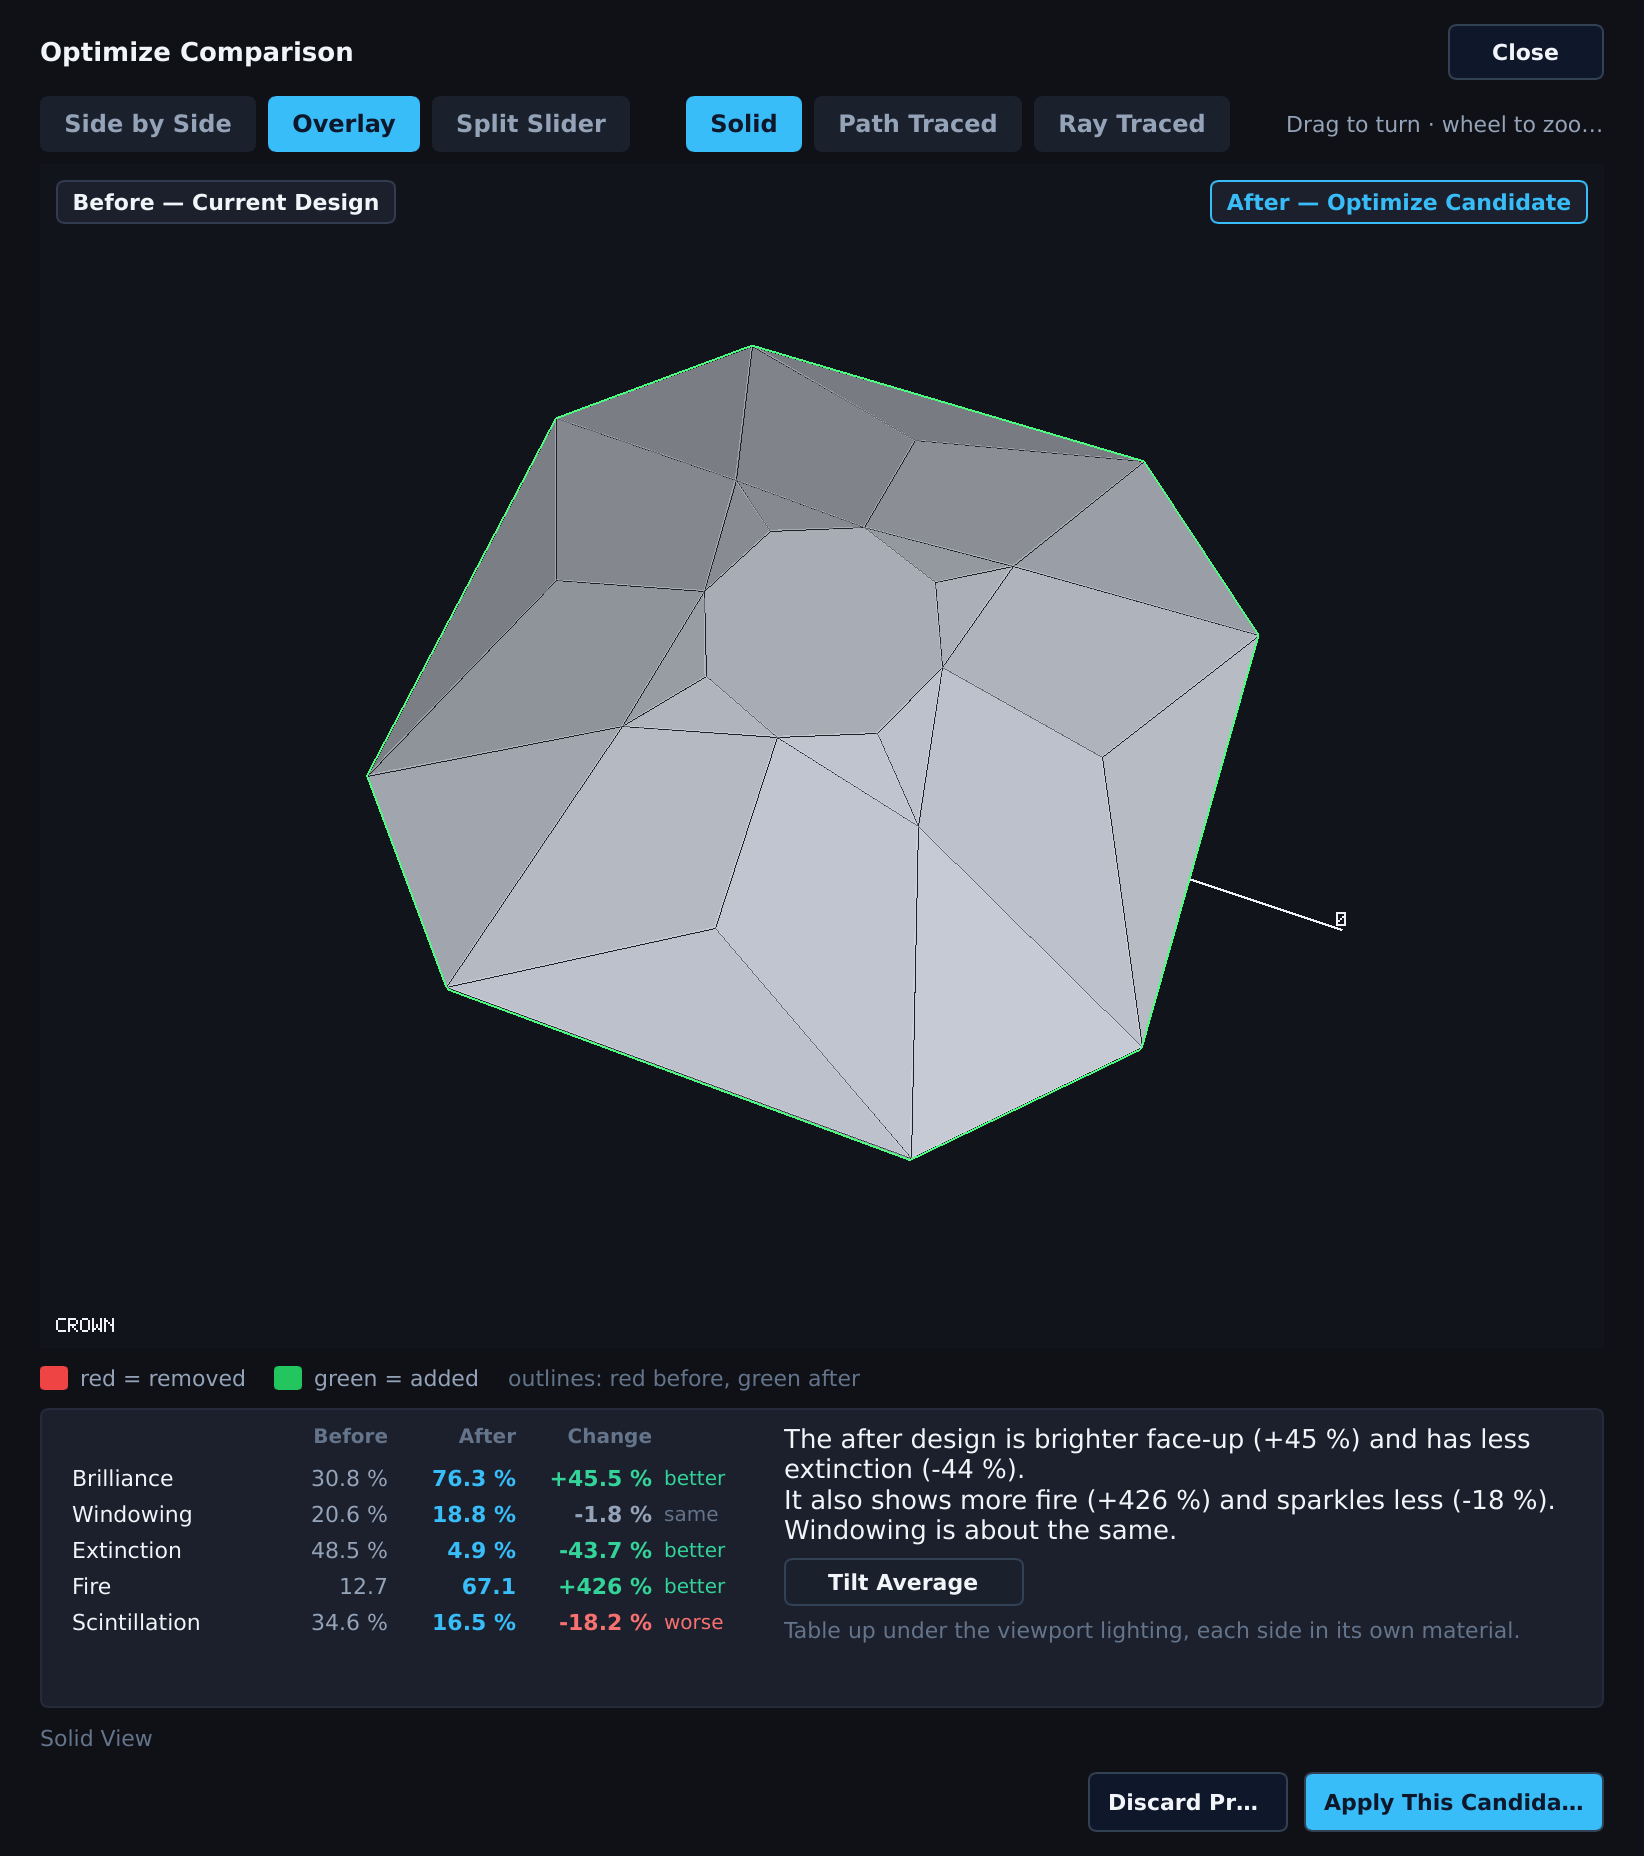 Optimize Comparison
Close
Side by Side
Overlay
Split Slider
Solid
Path Traced
Ray Traced
Drag to turn · wheel to zoo…
Before — Current Design
After — Optimize Candidate
0
CROWN
red = removed
green = added
outlines: red before, green after
Before After Change
Brilliance 30.8 % 76.3 % +45.5 % better
Windowing 20.6 % 18.8 % -1.8 % same
Extinction 48.5 % 4.9 % -43.7 % better
Fire 12.7 67.1 +426 % better
Scintillation 34.6 % 16.5 % -18.2 % worse
The after design is brighter face-up (+45 %) and has less
extinction (-44 %).
It also shows more fire (+426 %) and sparkles less (-18 %).
Windowing is about the same.
Tilt Average
Table up under the viewport lighting, each side in its own material.
Solid View
Discard Pr…
Apply This Candida…